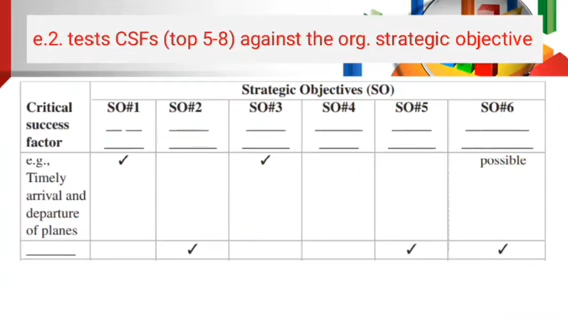 e.2. tests CSFs (top 5-8) against the org. strategic objective
Strategic Objectives (SO)
Critical success factor SO#1 SO#2 SO#3 SO#4 SO#5 SO#6
e.g., Timely arrival and departure of planes ✓ ✓ possible
✓ ✓ ✓